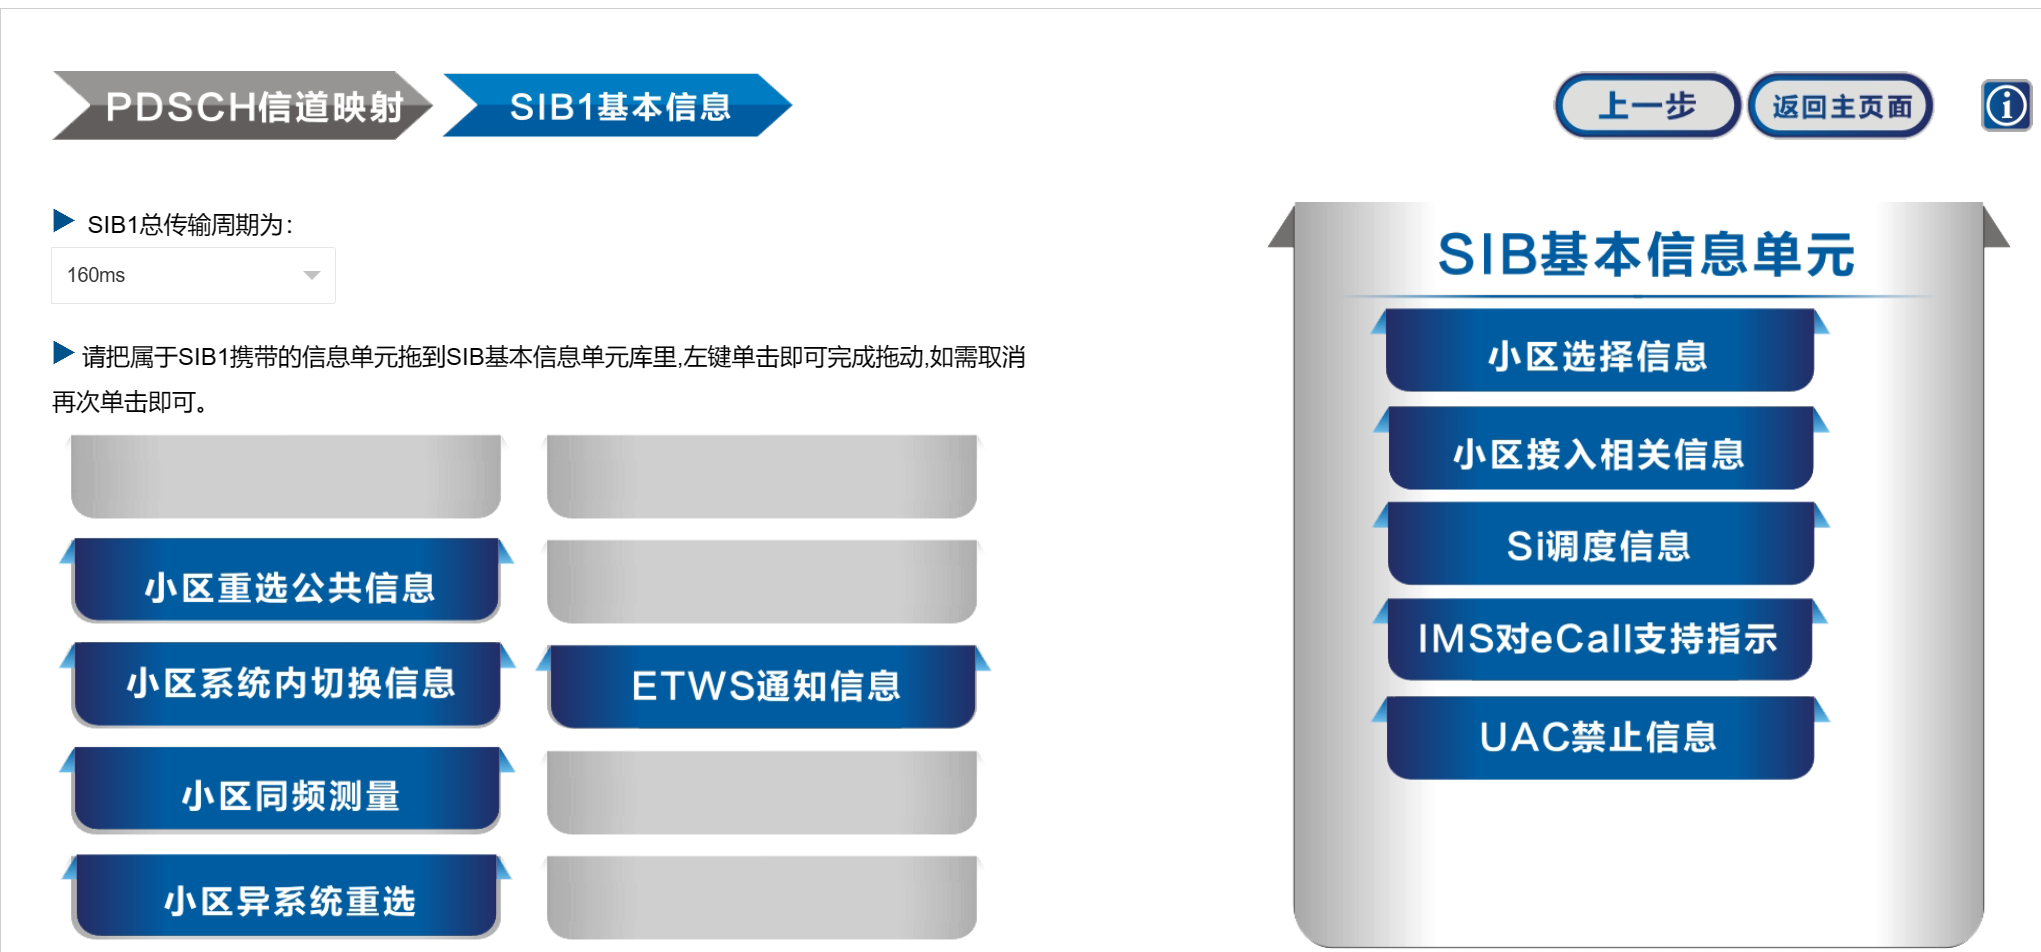 PDSCH信道映射
SIB1基本信息
上一步
返回主页面
SIB1总传输周期为：
160ms
请把属于SIB1携带的信息单元拖到SIB基本信息单元库里,左键单击即可完成拖动,如需取消
再次单击即可。
小区重选公共信息
小区系统内切换信息
ETWS通知信息
小区同频测量
小区异系统重选
SIB基本信息单元
小区选择信息
小区接入相关信息
Si调度信息
IMS对eCall支持指示
UAC禁止信息